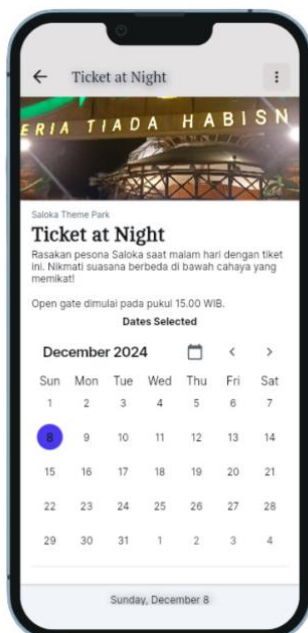 Ticket at Night
ERIA TIADA HABISN
Saloka Theme Park
Ticket at Night
Rasakan pesona Saloka saat malam hari dengan tiket
ini. Nikmati suasana berbeda di bawah cahaya yang
memikat!
Open gate dimulai pada pukul 15.00 WIB.
Dates Selected
December 2024
Sun Mon Tue Wed Thu Fri Sat
1 2 3 4 5 6 7
8 9 10 11 12 13 14
15 16 17 18 19 20 21
22 23 24 25 26 27 28
29 30 31 1 2 3 4
Sunday, December 8